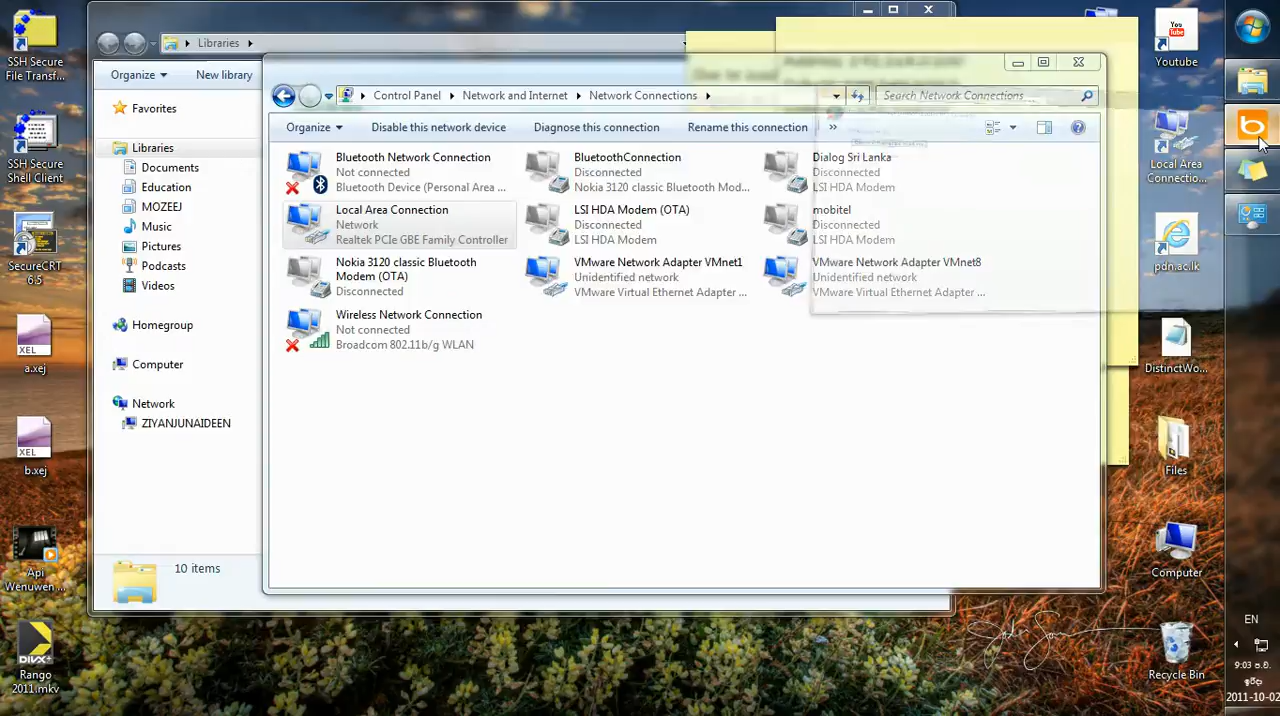 SSH Secure
File Transf...
SSH Secure
Shell Client
SecureCRT
6.5
XEL
a.xej
XEL
b.xej
Api
Wenuwen ...
DIVX
Rango
2011.mkv
Libraries
Organize
New library
Favorites
Libraries
Documents
Education
MOZEEJ
Music
Pictures
Podcasts
Videos
Homegroup
Computer
Network
ZIYANJUNAIDEEN
10 items
Control Panel
Network and Internet
Network Connections
Search Network Connections
Organize
Disable this network device
Diagnose this connection
Rename this connection
»
Bluetooth Network Connection
Not connected
Bluetooth Device (Personal Area ...
BluetoothConnection
Disconnected
Nokia 3120 classic Bluetooth Mod...
Dialog Sri Lanka
Disconnected
LSI HDA Modem
Local Area Connection
Network
Realtek PCIe GBE Family Controller
LSI HDA Modem (OTA)
Disconnected
LSI HDA Modem
mobitel
Disconnected
LSI HDA Modem
Nokia 3120 classic Bluetooth
Modem (OTA)
Disconnected
VMware Network Adapter VMnet1
Unidentified network
VMware Virtual Ethernet Adapter ...
VMware Network Adapter VMnet8
Unidentified network
VMware Virtual Ethernet Adapter ...
Wireless Network Connection
Not connected
Broadcom 802.11b/g WLAN
You
Tube
Youtube
Local Area
Connectio...
pdn.ac.lk
DistinctWo...
Files
Computer
Recycle Bin
EN
9:03 ප.ව.
ඉරිදා
2011-10-02